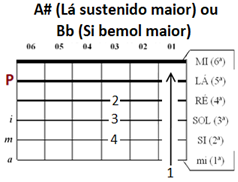 A# (Lá sustenido maior) ou
Bb (Si bemol maior)
06 05 04 03 02 01
MI (6ª)
P LÁ (5ª)
2 RÉ (4ª)
i 3 SOL (3ª)
m 4 SI (2ª)
a mi (1ª)
1